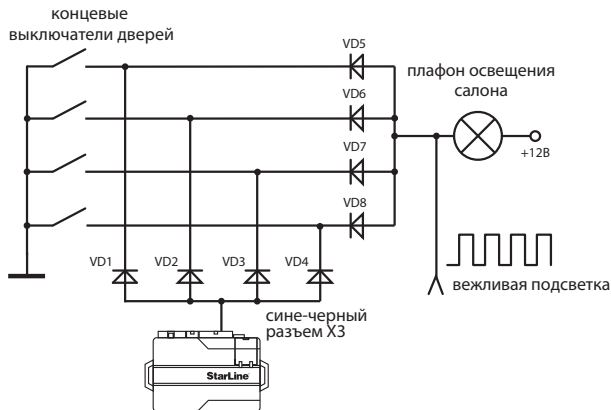 концевые
выключатели дверей
VD5
плафон освещения
салона
VD6
+12В
VD7
VD8
VD1 VD2 VD3 VD4
вежливая подсветка
сине-черный
разъем X3
StarLine